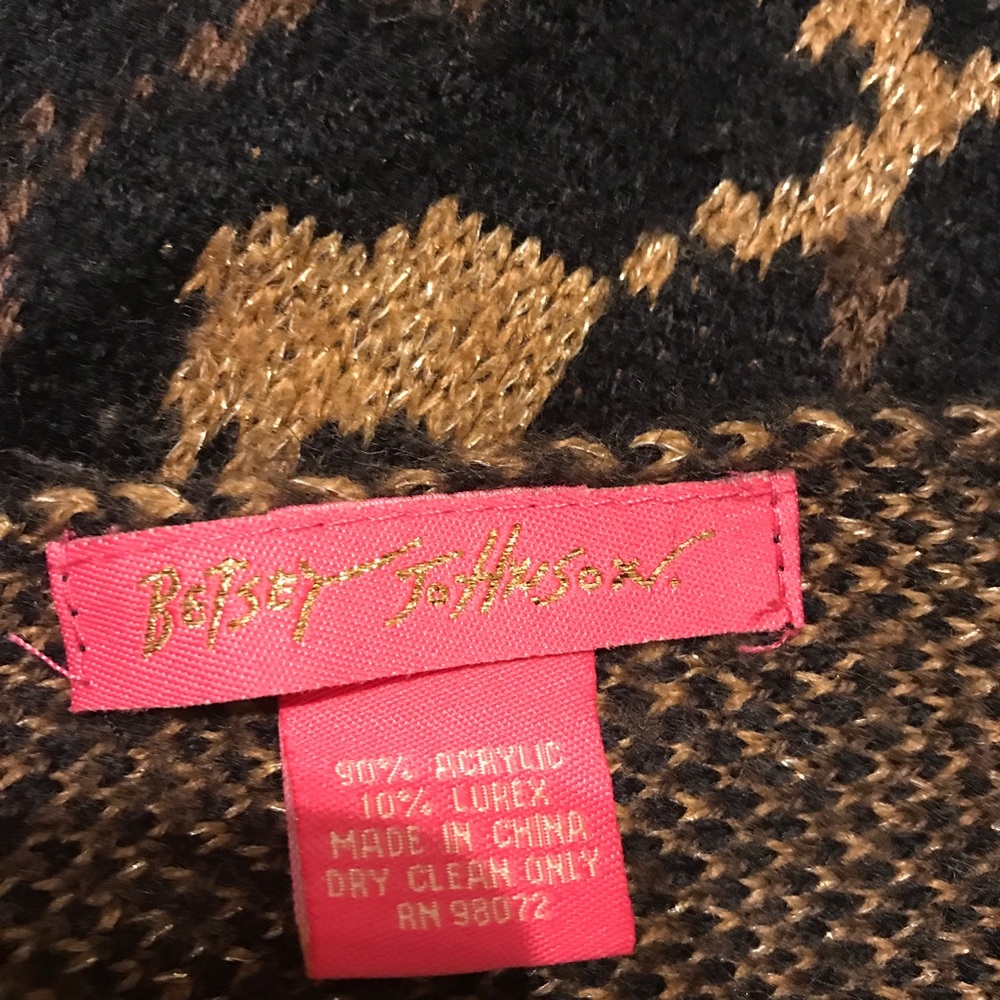 BETSEY JOHNSON.
90% ACRYLIC
10% LUREX
MADE IN CHINA
DRY CLEAN ONLY
RN 98072